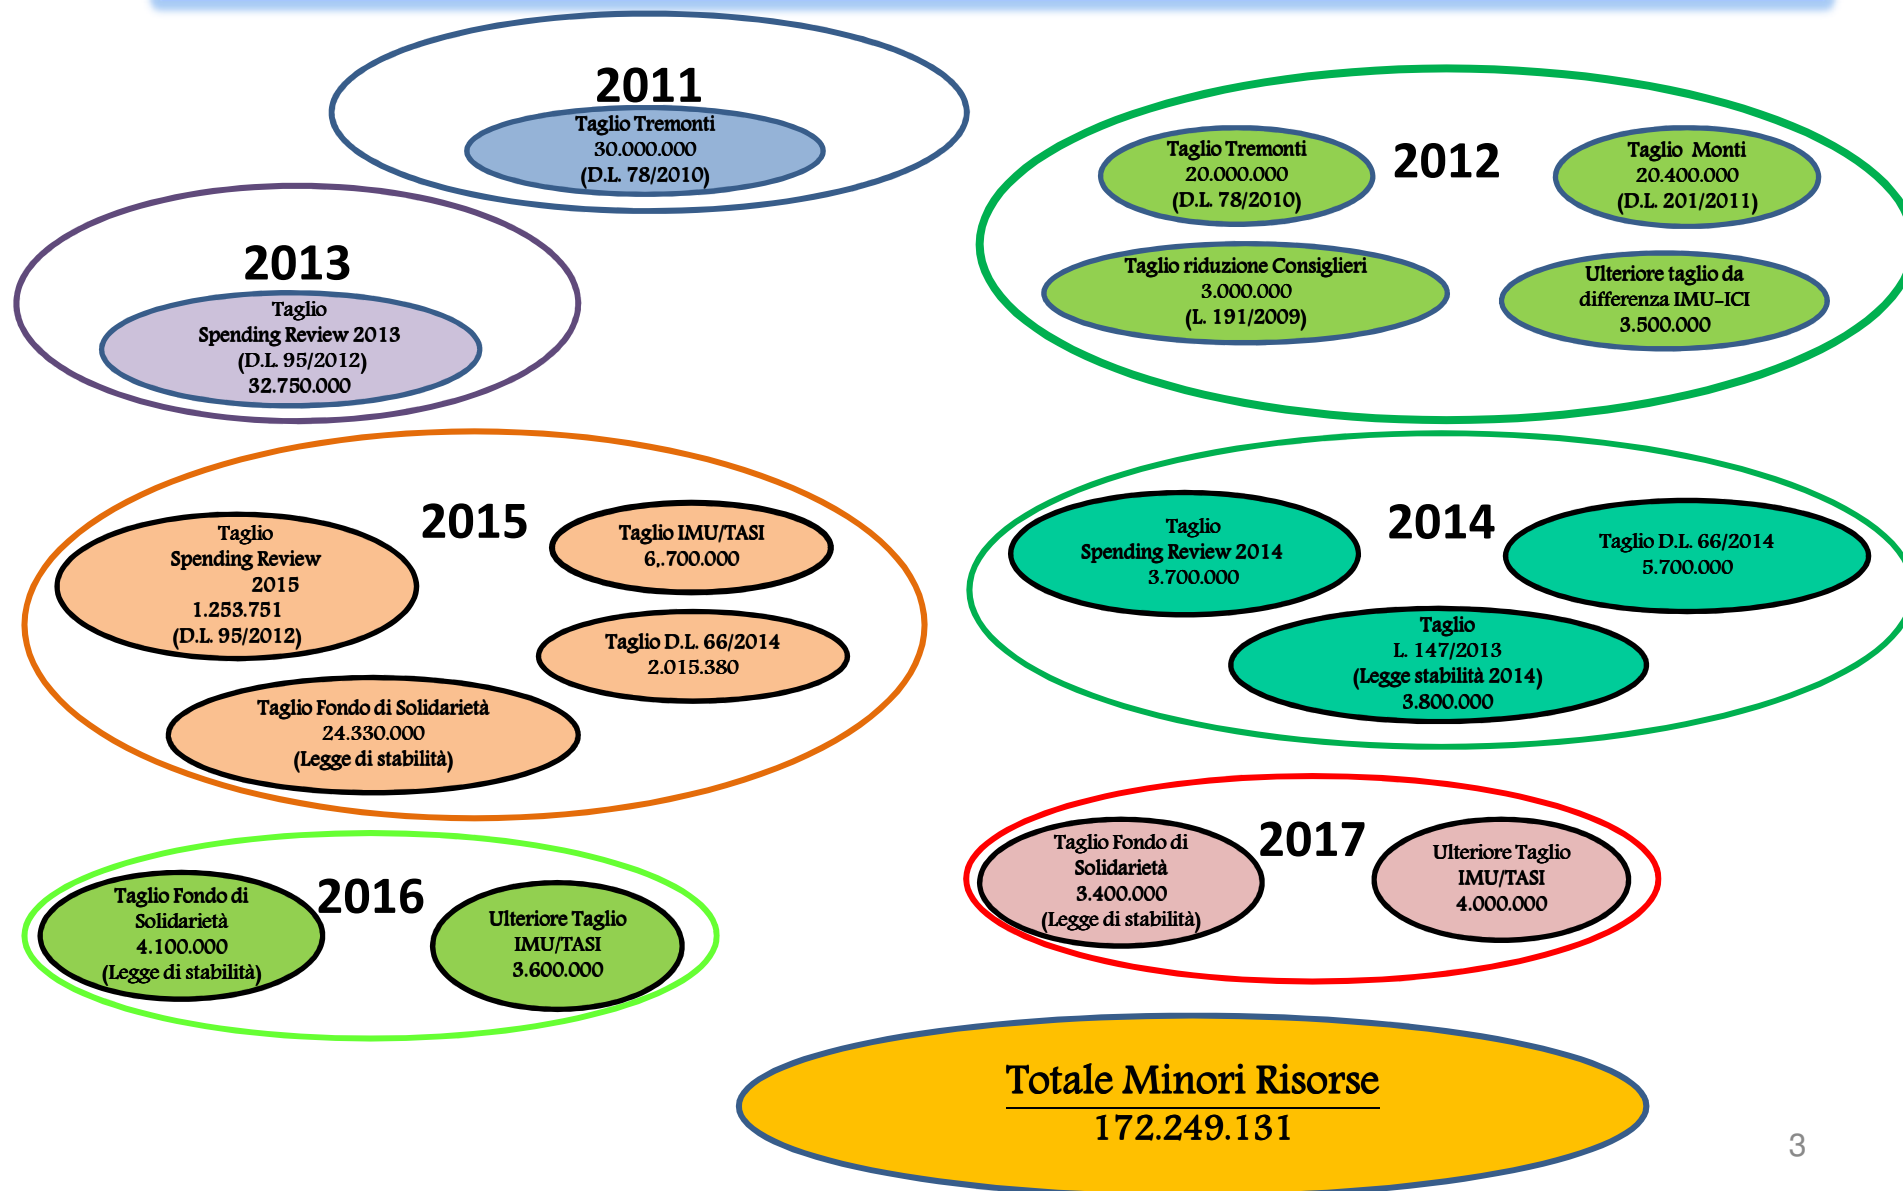 2011
Taglio Tremonti
30.000.000
(D.L. 78/2010)
2012
Taglio Tremonti
20.000.000
(D.L. 78/2010)
Taglio Monti
20.400.000
(D.L. 201/2011)
Taglio riduzione Consiglieri
3.000.000
(L. 191/2009)
Ulteriore taglio da
differenza IMU-ICI
3.500.000
2013
Taglio
Spending Review 2013
(D.L. 95/2012)
32.750.000
2015
Taglio
Spending Review
2015
1.253.751
(D.L. 95/2012)
Taglio IMU/TASI
6,.700.000
Taglio D.L. 66/2014
2.015.380
Taglio Fondo di Solidarietà
24.330.000
(Legge di stabilità)
2014
Taglio
Spending Review 2014
3.700.000
Taglio D.L. 66/2014
5.700.000
Taglio
L. 147/2013
(Legge stabilità 2014)
3.800.000
2016
Taglio Fondo di
Solidarietà
4.100.000
(Legge di stabilità)
Ulteriore Taglio
IMU/TASI
3.600.000
2017
Taglio Fondo di
Solidarietà
3.400.000
(Legge di stabilità)
Ulteriore Taglio
IMU/TASI
4.000.000
Totale Minori Risorse
172.249.131
3